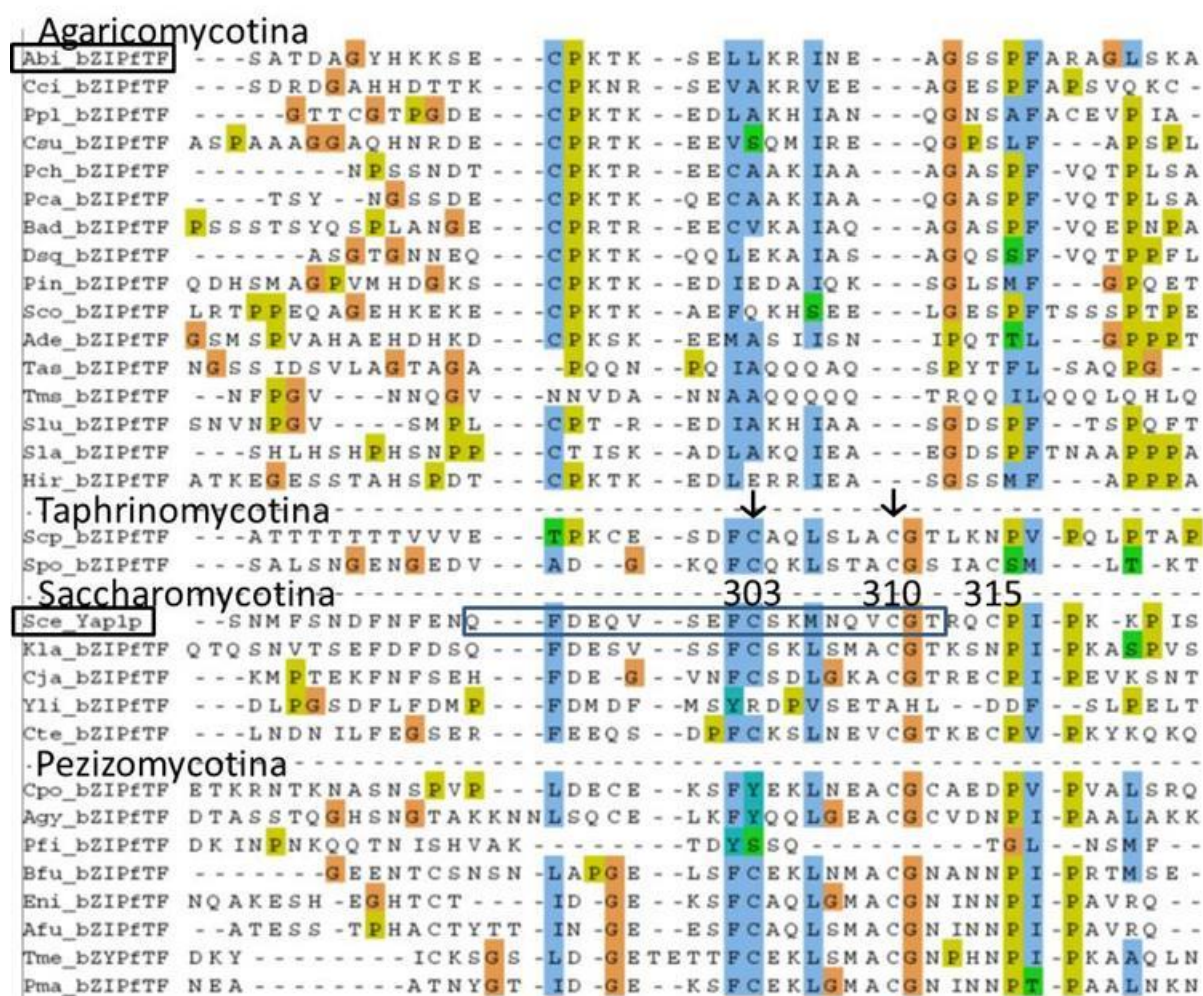 Agaricomycotina
Abi_bZIPfTF ---SATDAGYHKKSE---CPKTK---SELLKRINE---AGSSPFARAGLSKA
Cci_bZIPfTF ---SDRDGAHHDTTK---CPKNR---SEVAKRVEE---AGESPFAPSVQKC-
Ppl_bZIPfTF -----GTTCGTPGDE---CPKTK---EDLAKHIAN---QGNSAFACEVPIA-
Csu_bZIPfTF ASPAAAGGAQHNRDE---CPRTK---EEVSQMIRE---QGPSLF---APSPL
Pch_bZIPfTF --------NPSSNDT---CPKTR---EECAAKIAA---AGASPF-VQTPLSA
Pca_bZIPfTF ----TSY--NGSSDE---CPKTK---QECAAKIAA---QGASPF-VQTPLSA
Bad_bZIPfTF PSSSTSYQSPLANGE---CPRTR---EECVKAIAQ---AGASPF-VQEPNPA
Dsq_bZIPfTF ------ASGTGNNEQ---CPKTK---QQLEKAIAS---AGQSSF-VQTPPFL
Pin_bZIPfTF QDHSMAGPVMHDGKS---CPKTK---EDIEDAIQK---SGLSMF---GPQET
Sco_bZIPfTF LRTPPEQAGEHKEKE---CPKTK---AEFQKHSEE---LGESPFTSSSPTPE
Ade_bZIPfTF GSMSPVAHAEHDHKD---CPKSK---EEMASIISN---IPQTTL---GPPPT
Tas_bZIPfTF NGSSIDSVLAGTAGA----PQQN--PQIAQQQAQ---SPYTFL-SAQPG--
Tms_bZIPfTF --NFPGV---NNQGV---NNVDA--NNAAQQQQQ---TRQQILQQQLQHLQ
Slu_bZIPfTF SNVNPGV----SMPL---CPT-R---EDIAKHIAA---SGDSPF--TSPQFT
Sla_bZIPfTF ---SHLHSHPHSNPP---CTISK---ADLAKQIEA---EGDSPFTNAAPPPA
Hir_bZIPfTF ATKEGESSTAHSPDT---CPKTK---EDLERRIEA---SGSSMF---APPPA
Taphrinomycotina ↓ ↓
Scp_bZIPfTF ---ATTTTTTTVVVE---TPKCE---SDFCAQLSLACGTLKNPV-PQLPTAP
Spo_bZIPfTF ---SALSNGENGEDV---AD--G---KQFCQKLSTACGSIACSM---LT-KT
Saccharomycotina 303 310 315
Sce_Yap1p --SNMFSNDFNFENQ---FDEQV---SEFCSKMNQVCGTRQCPI-PK-KPIS
Kla_bZIPfTF QTQSNVTSEFDFDSQ---FDESV---SSFCSKLSMACGTKSNPI-PKASPVS
Cja_bZIPfTF ---KMPTEKFNFSEH---FDE-G---VNFCSDLGKACGTRECPI-PEVKSNT
Yli_bZIPfTF ---DLPGSDFLFDMP---FDMDF---MSYRDPVSETAHL--DDF--SLPELT
Cte_bZIPfTF ---LNDNILFEGSER---FEEQS--DPFCKSLNEVCGTKECPV-PKYKQKQ
Pezizomycotina
Cpo_bZIPfTF ETKRNTKNASNSPVP---LDECE---KSFYEKLNEACGCAEDPV-PVALSRQ
Agy_bZIPfTF DTASSTQGHSNGTAKKNNLSQCE---LKFYQQLGEACGCVDNPI-PAALAKK
Pfi_bZIPfTF DKINPNKQQTNISHVAK---------TDYSSQ--------TGL--NSMF--
Bfu_bZIPfTF -------GEENTCSNSN-LAPGE---LSFCEKLNMACGNANNPI-PRTMSE-
Eni_bZIPfTF NQAKESH-EGHTCT----ID-GE---KSFCAQLGMACGNINNPI-PAVRQ--
Afu_bZIPfTF --ATESS-TPHACTYTT-IN-GE---ESFCAQLSMACGNINNPI-PAVRQ--
Tme_bZYPfTF DKY-------ICKSGS-LD-GETETTFCEKLSMACGNPHNPI-PKAAQLN
Pma_bZIPfTF NEA--------ATNYGT-ID-GE---KSFCEKLGMACGNINNPT-PAALNKN